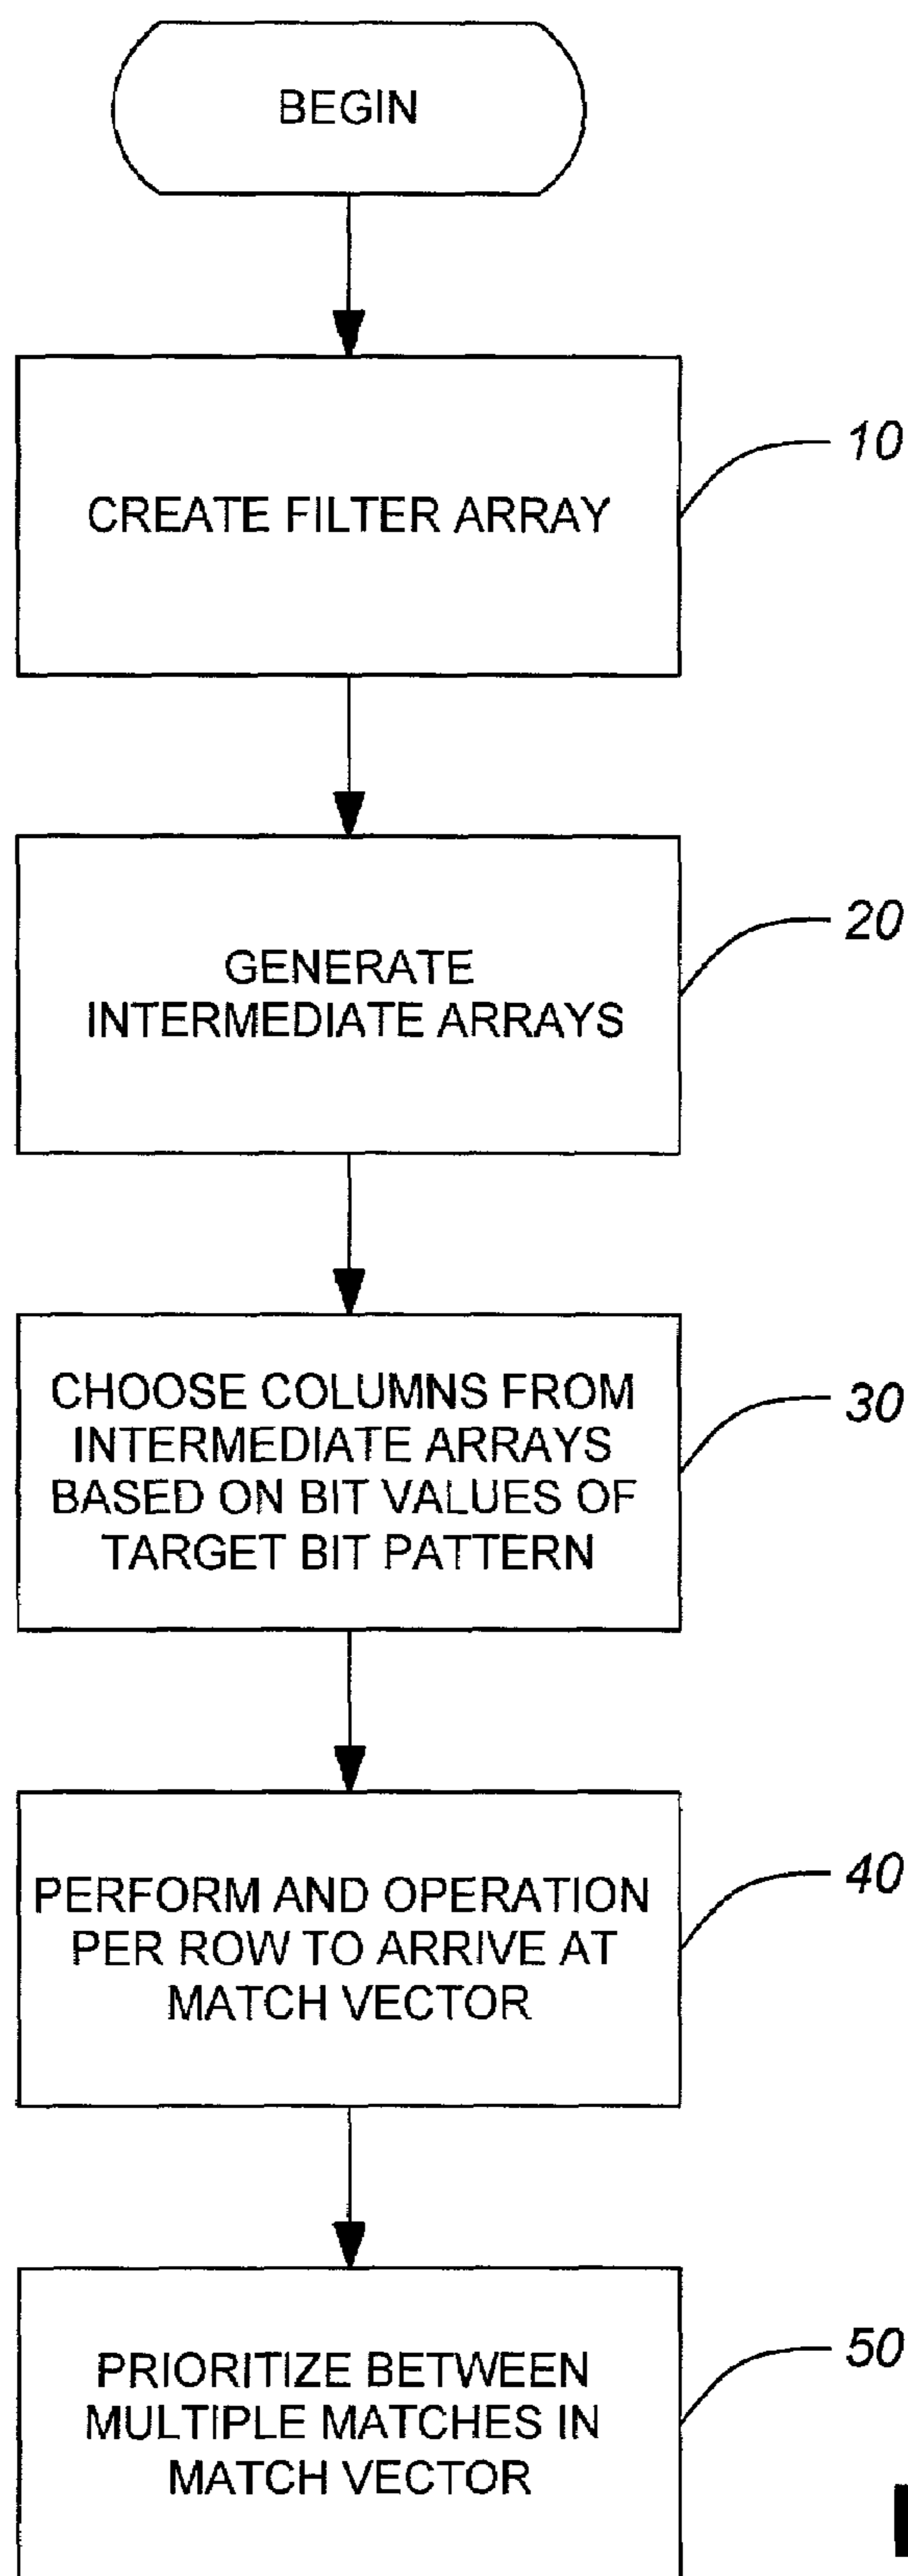 BEGIN
CREATE FILTER ARRAY
10
GENERATE
INTERMEDIATE ARRAYS
20
CHOOSE COLUMNS FROM
INTERMEDIATE ARRAYS
BASED ON BIT VALUES OF
TARGET BIT PATTERN
30
PERFORM AND OPERATION
PER ROW TO ARRIVE AT
MATCH VECTOR
40
PRIORITIZE BETWEEN
MULTIPLE MATCHES IN
MATCH VECTOR
50